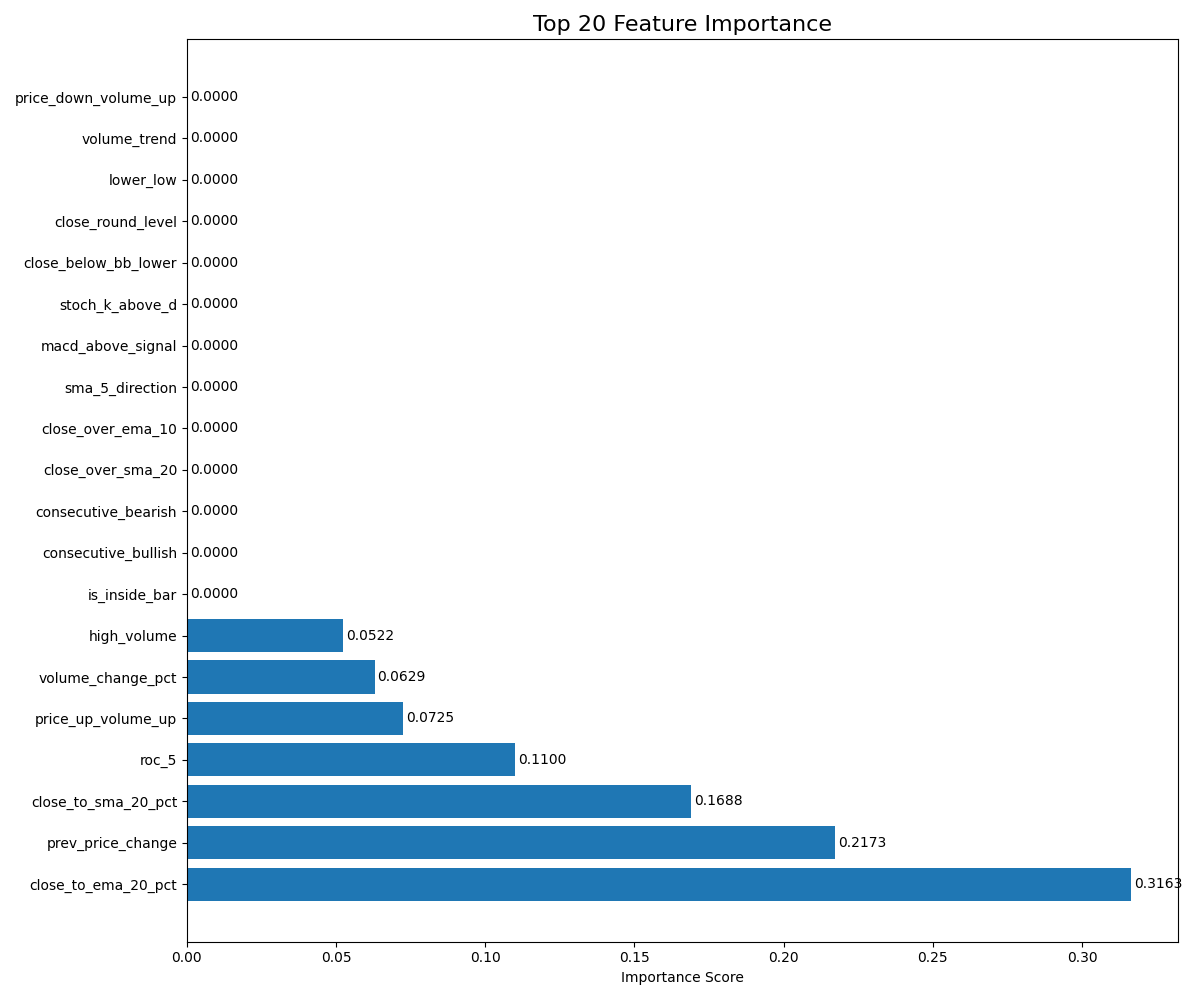 Top 20 Feature Importance
price_down_volume_up 0.0000
volume_trend 0.0000
lower_low 0.0000
close_round_level 0.0000
close_below_bb_lower 0.0000
stoch_k_above_d 0.0000
macd_above_signal 0.0000
sma_5_direction 0.0000
close_over_ema_10 0.0000
close_over_sma_20 0.0000
consecutive_bearish 0.0000
consecutive_bullish 0.0000
is_inside_bar 0.0000
high_volume 0.0522
volume_change_pct 0.0629
price_up_volume_up 0.0725
roc_5 0.1100
close_to_sma_20_pct 0.1688
prev_price_change 0.2173
close_to_ema_20_pct 0.3163
0.00 0.05 0.10 0.15 0.20 0.25 0.30
Importance Score